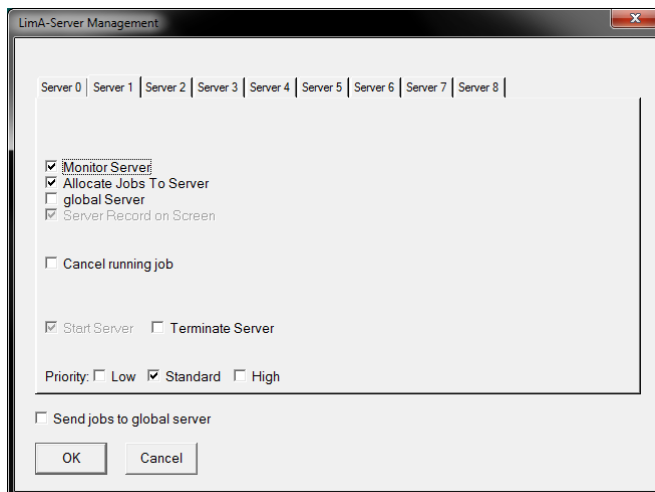 LimA-Server Management
Server 0 Server 1 Server 2 Server 3 Server 4 Server 5 Server 6 Server 7 Server 8
Monitor Server
Allocate Jobs To Server
global Server
Server Record on Screen
Cancel running job
Start Server Terminate Server
Priority: Low Standard High
Send jobs to global server
OK Cancel